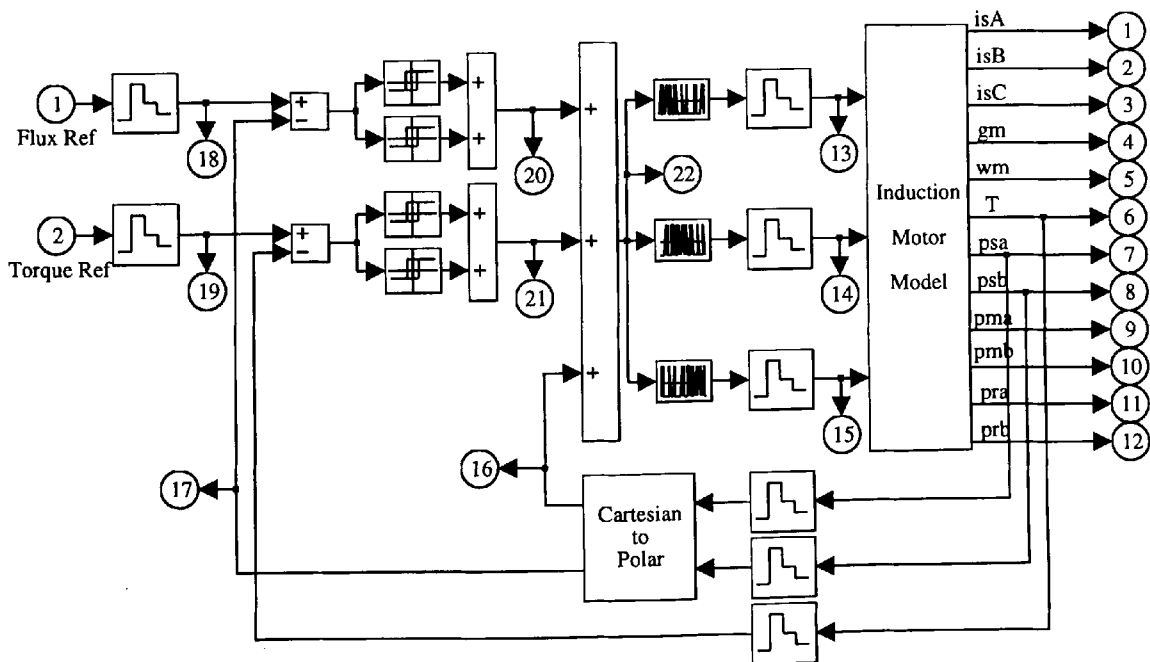 isA
1
isB
2
isC
3
gm
4
wm
5
T
6
psa
7
psb
8
pma
9
pmb
10
pra
11
prb
12
1
Flux Ref
18
+
−
+
+
20
+
22
13
2
Torque Ref
19
+
−
+
+
21
+
14
Induction
Motor
Model
+
15
16
17
Cartesian
to
Polar